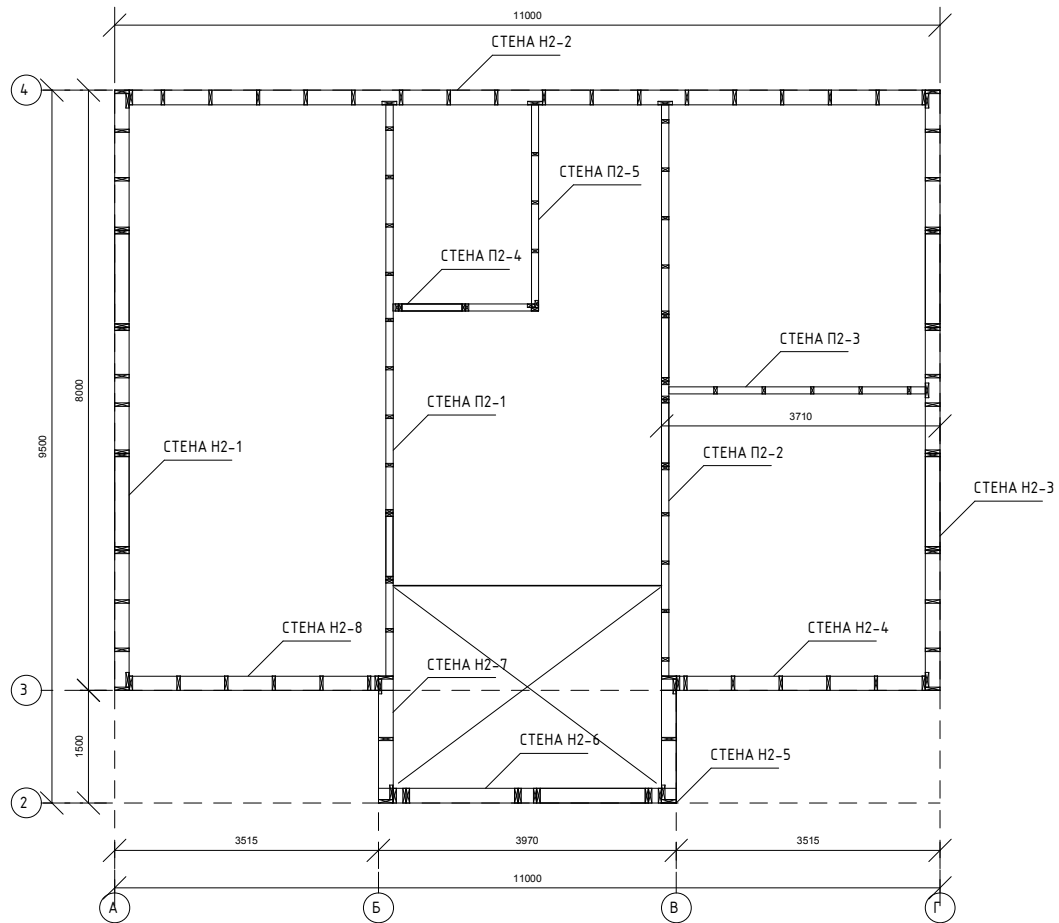 11000
СТЕНА Н2-2
4
СТЕНА П2-5
СТЕНА П2-4
СТЕНА П2-3
8000
9500
СТЕНА П2-1
3710
СТЕНА Н2-1
СТЕНА П2-2
СТЕНА Н2-3
СТЕНА Н2-8
СТЕНА Н2-4
СТЕНА Н2-7
3
1500
СТЕНА Н2-6
СТЕНА Н2-5
2
3515
3970
3515
11000
А
Б
В
Г